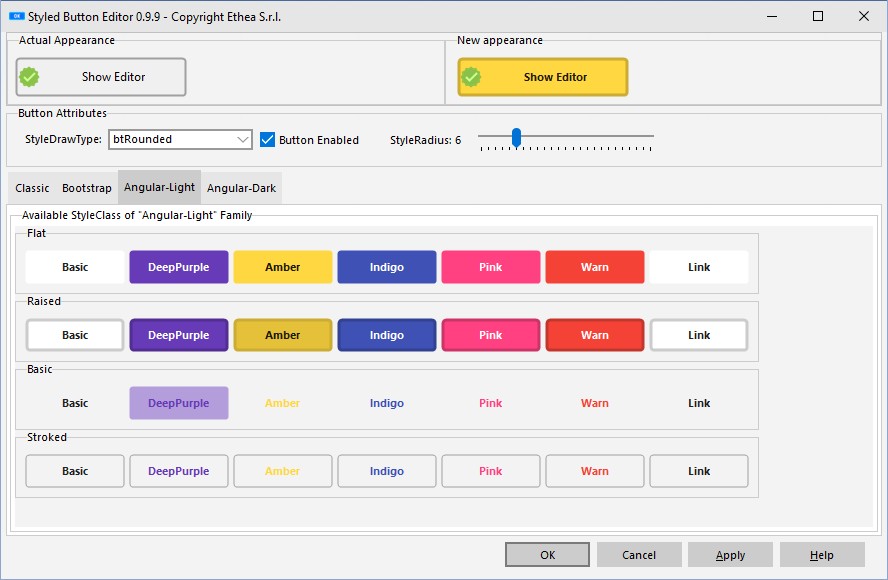 Styled Button Editor 0.9.9 - Copyright Ethea S.r.l.
Actual Appearance
New appearance
Show Editor
Show Editor
Button Attributes
StyleDrawType: btRounded Button Enabled StyleRadius: 6
Classic Bootstrap Angular-Light Angular-Dark
Available StyleClass of "Angular-Light" Family
Flat
Basic DeepPurple Amber Indigo Pink Warn Link
Raised
Basic DeepPurple Amber Indigo Pink Warn Link
Basic
Basic DeepPurple Amber Indigo Pink Warn Link
Stroked
Basic DeepPurple Amber Indigo Pink Warn Link
OK Cancel Apply Help